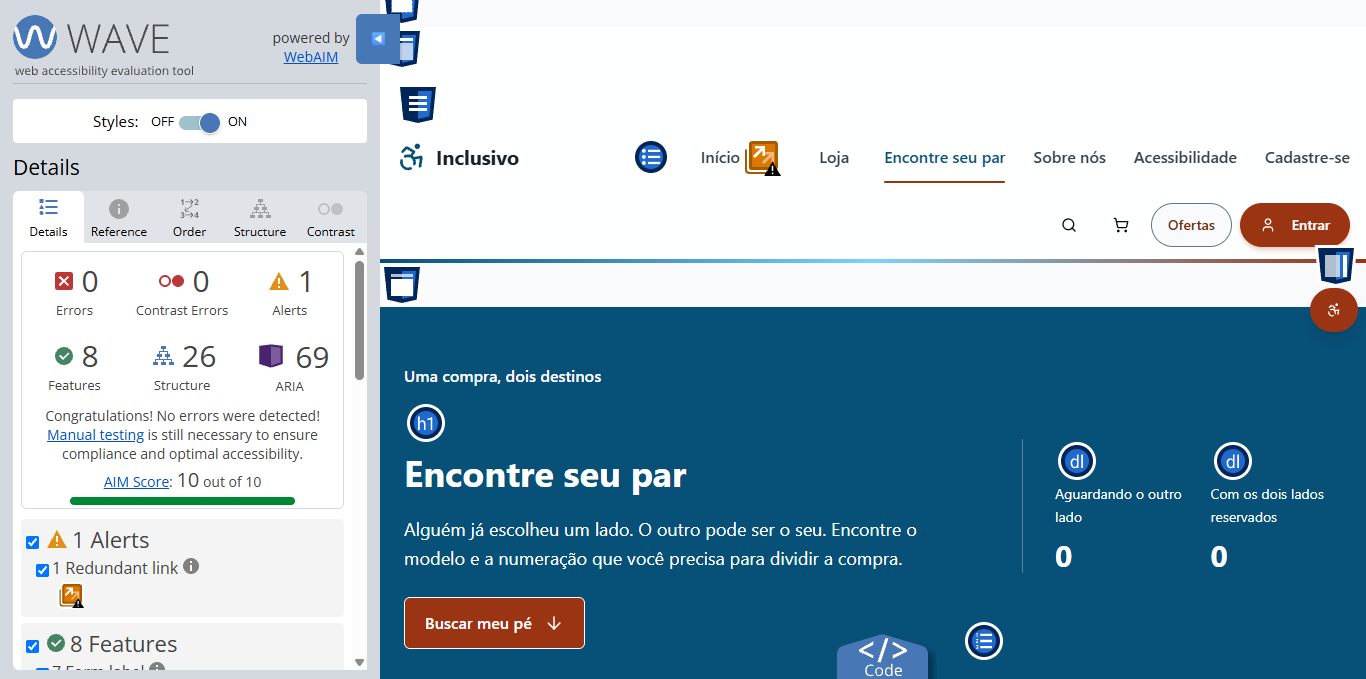 WAVE
web accessibility evaluation tool
powered by
WebAIM
Styles: OFF ON
Details
Details Reference Order Structure Contrast
0 0 1
Errors Contrast Errors Alerts
8 26 69
Features Structure ARIA
Congratulations! No errors were detected!
Manual testing is still necessary to ensure
compliance and optimal accessibility.
AIM Score: 10 out of 10
1 Alerts
1 Redundant link
8 Features
7 Form label
Inclusivo
Início Loja Encontre seu par Sobre nós Acessibilidade Cadastre-se
Ofertas Entrar
Uma compra, dois destinos
h1
Encontre seu par
Alguém já escolheu um lado. O outro pode ser o seu. Encontre o
modelo e a numeração que você precisa para dividir a compra.
Buscar meu pé
dl
Aguardando o outro
lado
0
dl
Com os dois lados
reservados
0
</>
Code